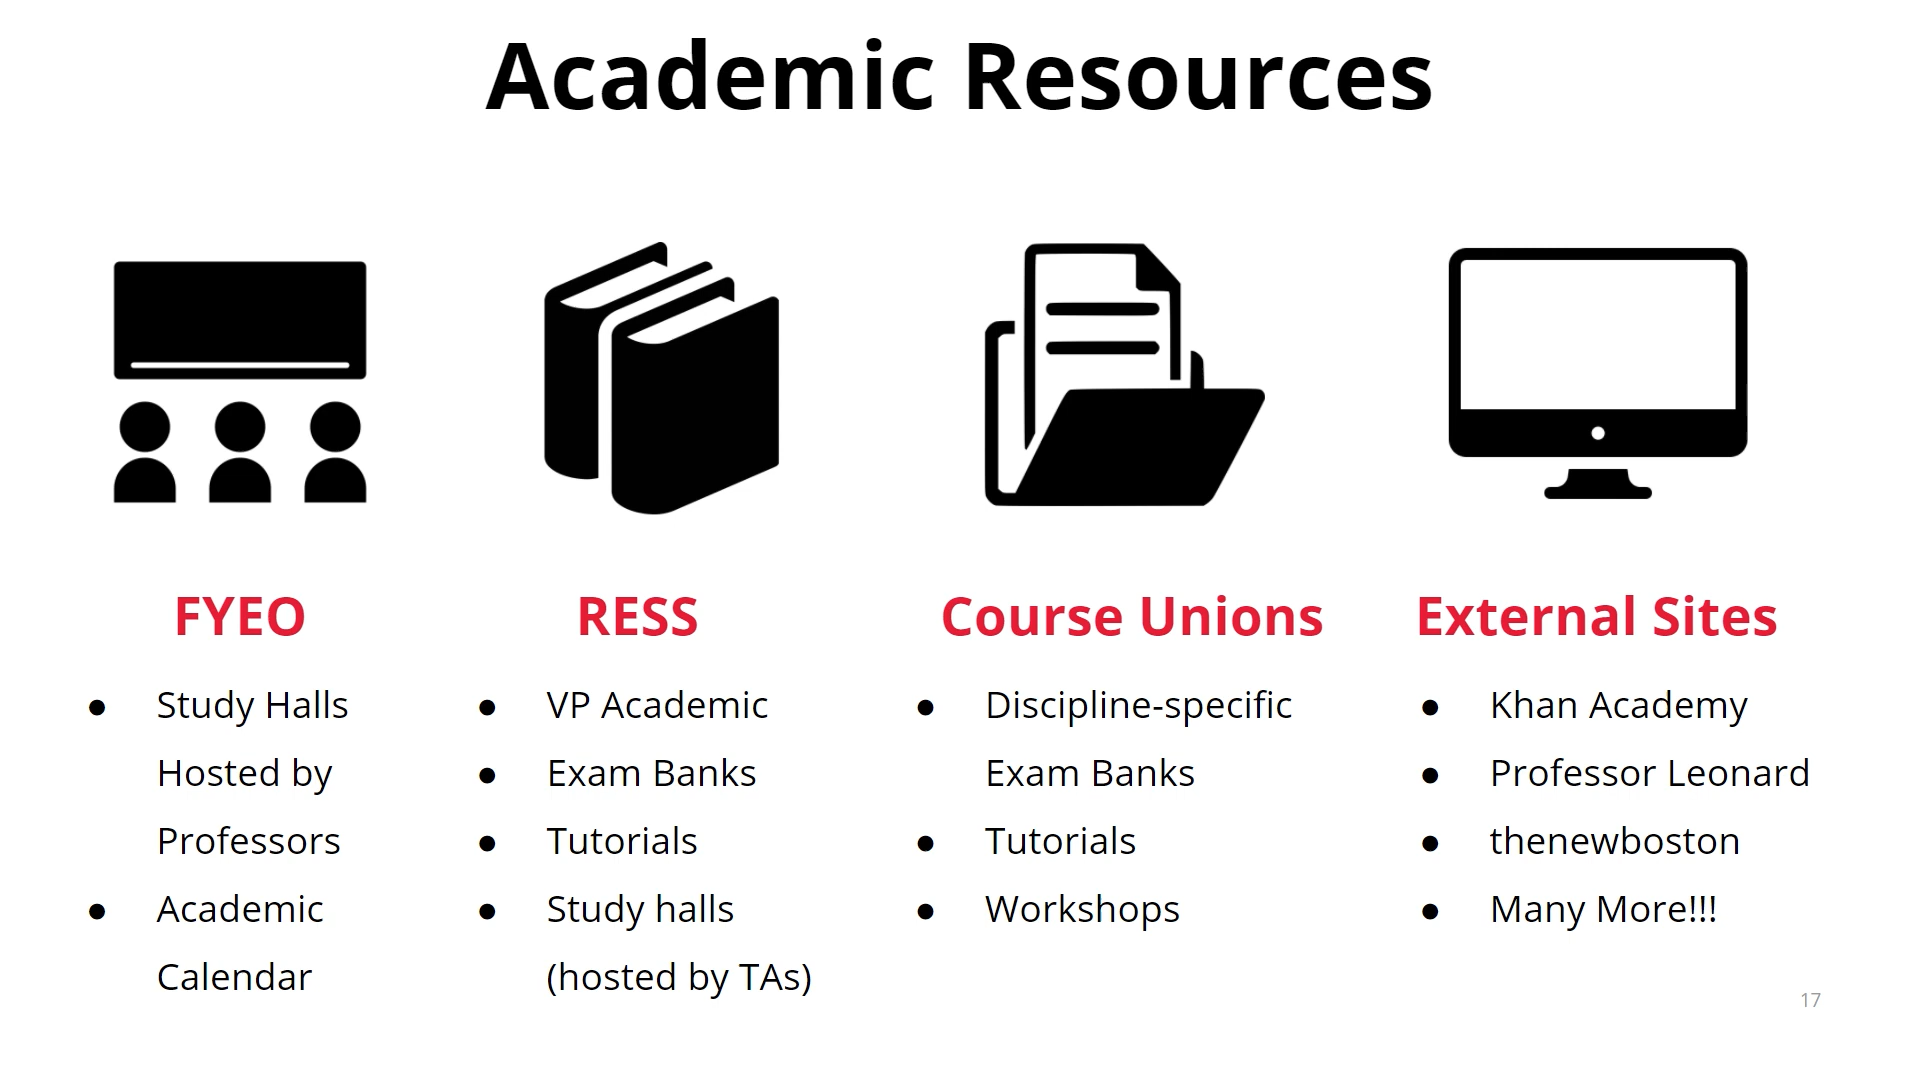 Academic Resources
FYEO
● Study Halls
Hosted by
Professors
● Academic
Calendar
RESS
● VP Academic
● Exam Banks
● Tutorials
● Study halls
(hosted by TAs)
Course Unions
● Discipline-specific
Exam Banks
● Tutorials
● Workshops
External Sites
● Khan Academy
● Professor Leonard
● thenewboston
● Many More!!!
17